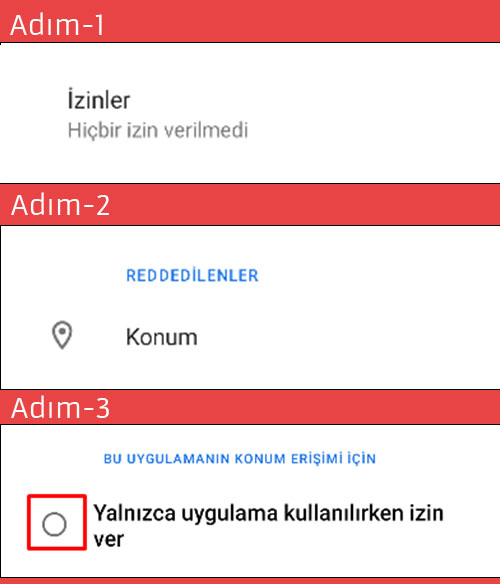 Adım-1
İzinler
Hiçbir izin verilmedi
Adım-2
REDDEDİLENLER
Konum
Adım-3
BU UYGULAMANIN KONUM ERİŞİMİ İÇİN
Yalnızca uygulama kullanılırken izin
ver